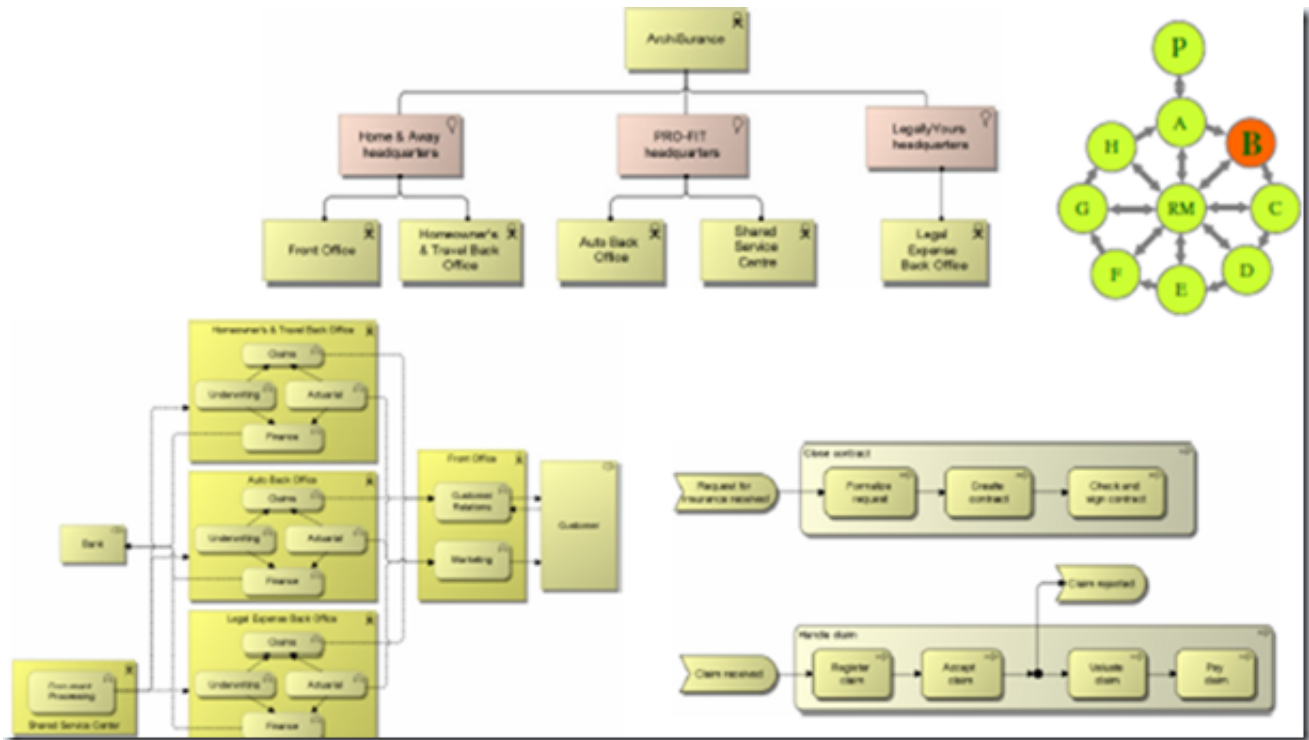 ArchiSurance
Home & Away
headquarters
PRO-FIT
headquarters
LegallyYours
headquarters
Front Office
Homeowner's
& Travel Back
Office
Auto Back
Office
Shared
Service
Centre
Legal
Expense
Back Office
P
A
B
H
G
RM
C
F
D
E
Homeowner's & Travel Back Office
Claims
Underwriting
Actuarial
Finance
Auto Back Office
Claims
Underwriting
Actuarial
Finance
Legal Expense Back Office
Claims
Underwriting
Actuarial
Finance
Bank
Document
Processing
Shared Service Center
Front Office
Customer
Relations
Marketing
Customer
Close contract
Request for
insurance received
Formalize
request
Create
contract
Check and
sign contract
Claim reported
Handle claim
Claim received
Register
claim
Accept
claim
Valuate
claim
Pay
claim